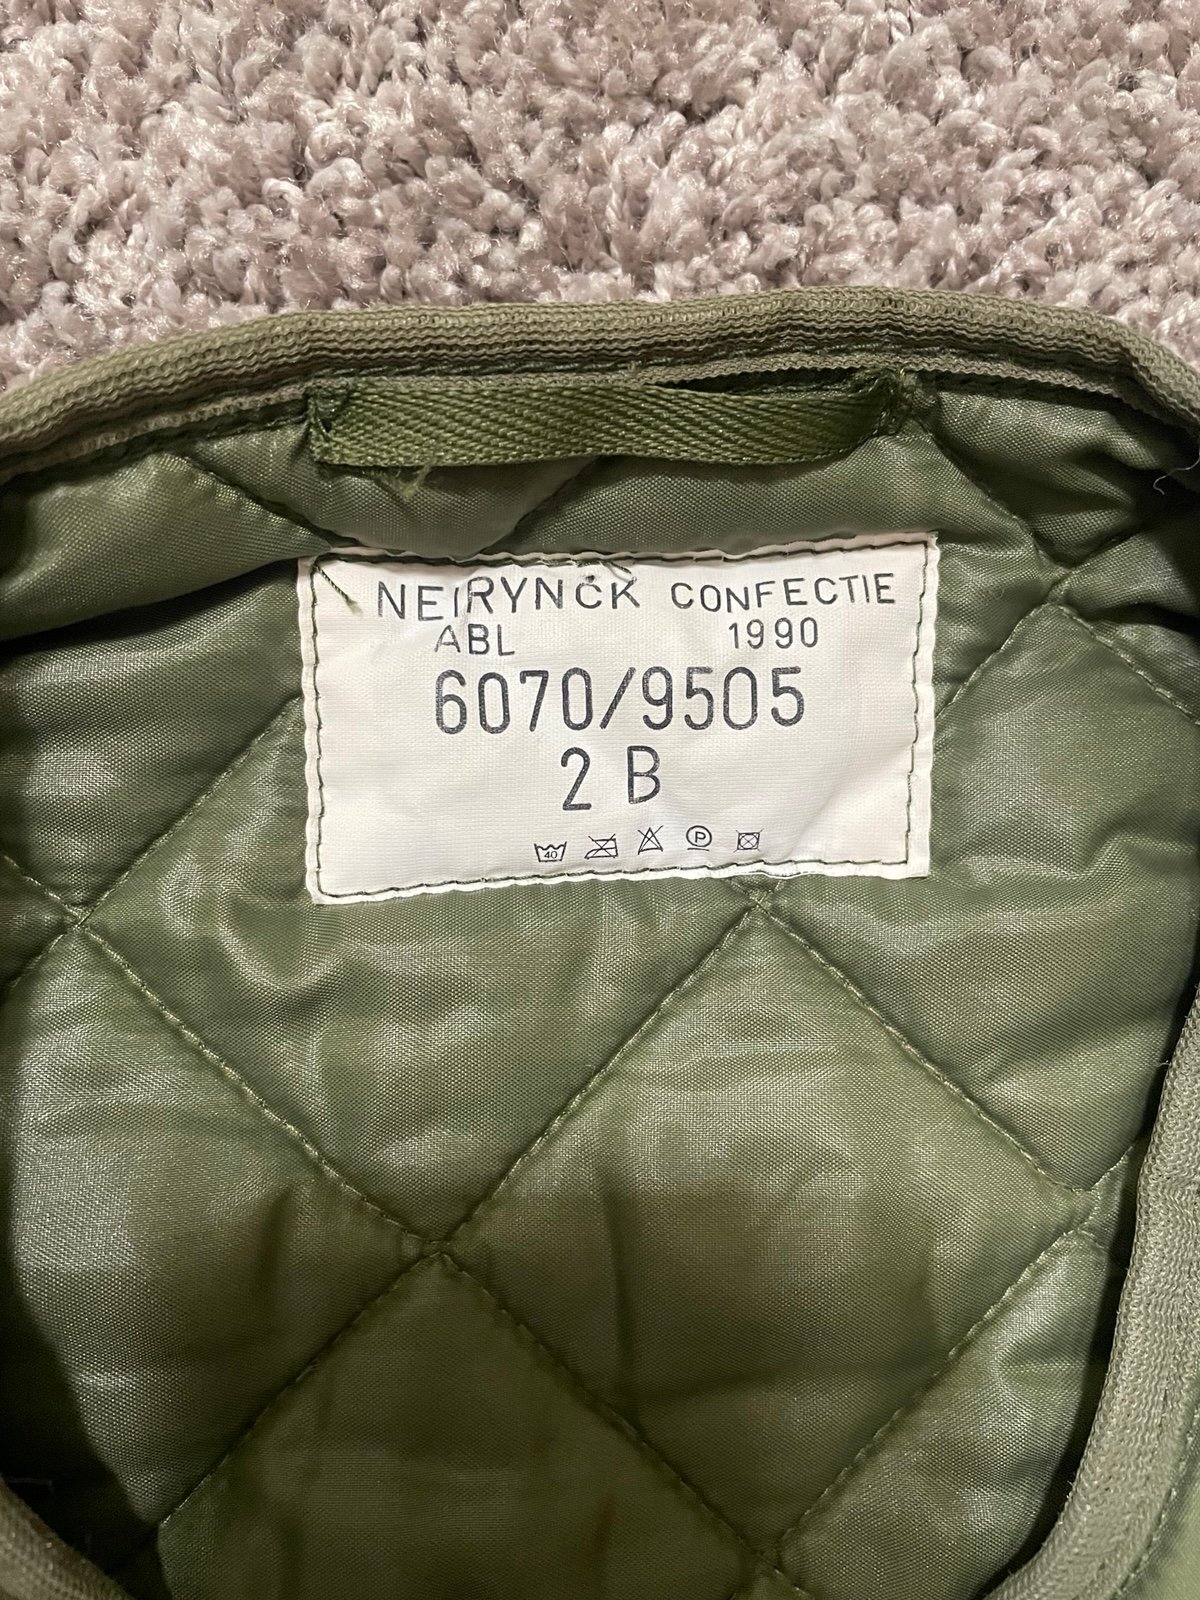 NEIRYNCK CONFECTIE
ABL 1990
6070/9505
2 B
40 P